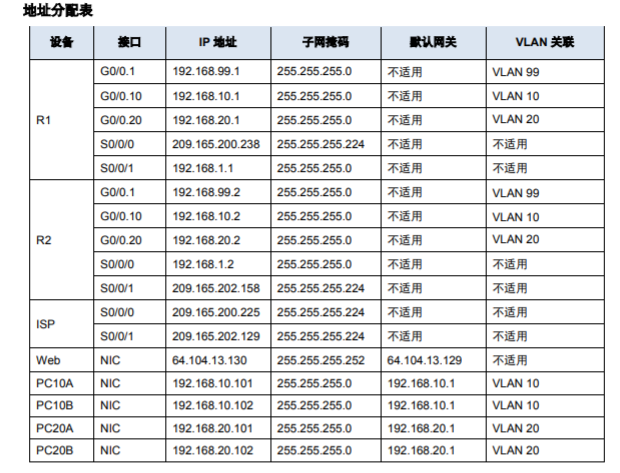 地址分配表
设备 接口 IP 地址 子网掩码 默认网关 VLAN 关联
R1 G0/0.1 192.168.99.1 255.255.255.0 不适用 VLAN 99
G0/0.10 192.168.10.1 255.255.255.0 不适用 VLAN 10
G0/0.20 192.168.20.1 255.255.255.0 不适用 VLAN 20
S0/0/0 209.165.200.238 255.255.255.224 不适用 不适用
S0/0/1 192.168.1.1 255.255.255.0 不适用 不适用
R2 G0/0.1 192.168.99.2 255.255.255.0 不适用 VLAN 99
G0/0.10 192.168.10.2 255.255.255.0 不适用 VLAN 10
G0/0.20 192.168.20.2 255.255.255.0 不适用 VLAN 20
S0/0/0 192.168.1.2 255.255.255.0 不适用 不适用
S0/0/1 209.165.202.158 255.255.255.224 不适用 不适用
ISP S0/0/0 209.165.200.225 255.255.255.224 不适用 不适用
S0/0/1 209.165.202.129 255.255.255.224 不适用 不适用
Web NIC 64.104.13.130 255.255.255.252 64.104.13.129 不适用
PC10A NIC 192.168.10.101 255.255.255.0 192.168.10.1 VLAN 10
PC10B NIC 192.168.10.102 255.255.255.0 192.168.10.1 VLAN 10
PC20A NIC 192.168.20.101 255.255.255.0 192.168.20.1 VLAN 20
PC20B NIC 192.168.20.102 255.255.255.0 192.168.20.1 VLAN 20